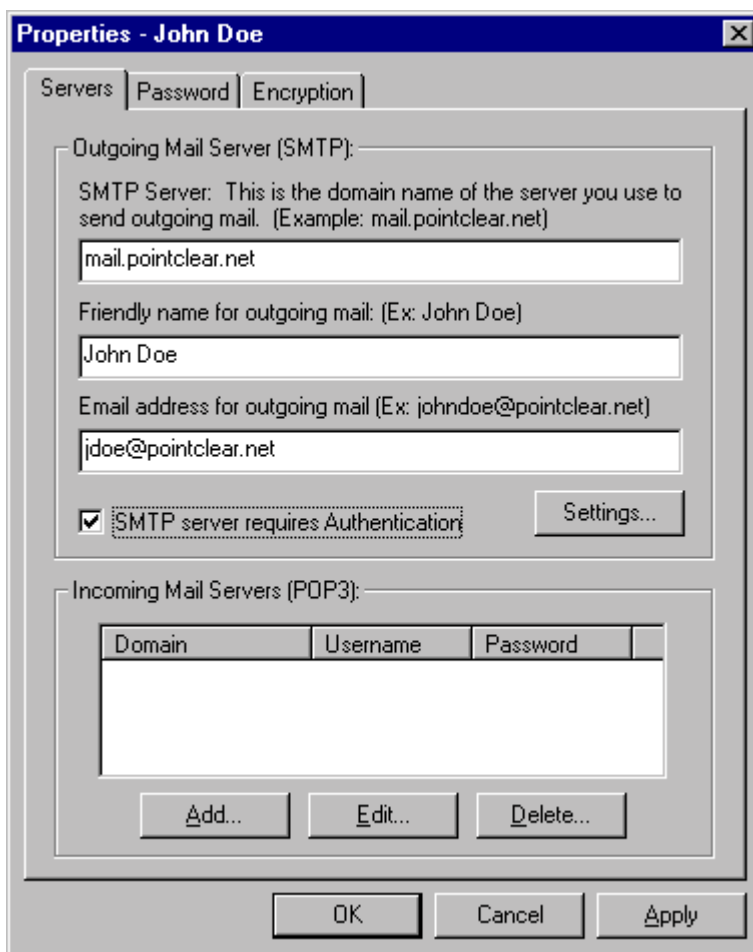 Properties - John Doe
Servers Password Encryption
Outgoing Mail Server (SMTP):
SMTP Server:  This is the domain name of the server you use to
send outgoing mail.  (Example: mail.pointclear.net)
mail.pointclear.net
Friendly name for outgoing mail: (Ex: John Doe)
John Doe
Email address for outgoing mail (Ex: johndoe@pointclear.net)
jdoe@pointclear.net
SMTP server requires Authentication Settings...
Incoming Mail Servers (POP3):
Domain Username Password
Add... Edit... Delete...
OK Cancel Apply